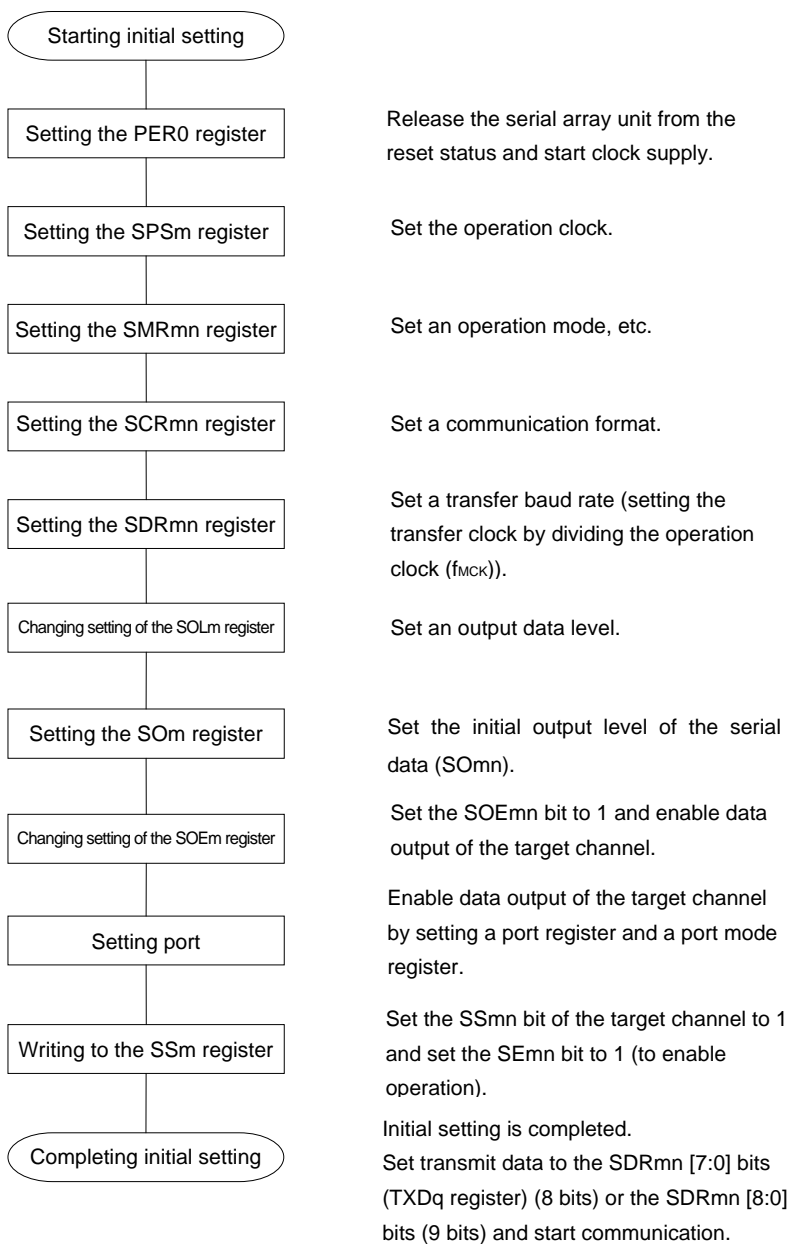 Starting initial setting
Setting the PER0 register
Release the serial array unit from the
reset status and start clock supply.
Setting the SPSm register
Set the operation clock.
Setting the SMRmn register
Set an operation mode, etc.
Setting the SCRmn register
Set a communication format.
Setting the SDRmn register
Set a transfer baud rate (setting the
transfer clock by dividing the operation
clock (fMCK)).
Changing setting of the SOLm register
Set an output data level.
Setting the SOm register
Set the initial output level of the serial
data (SOmn).
Changing setting of the SOEm register
Set the SOEmn bit to 1 and enable data
output of the target channel.
Setting port
Enable data output of the target channel
by setting a port register and a port mode
register.
Writing to the SSm register
Set the SSmn bit of the target channel to 1
and set the SEmn bit to 1 (to enable
operation).
Completing initial setting
Initial setting is completed.
Set transmit data to the SDRmn [7:0] bits
(TXDq register) (8 bits) or the SDRmn [8:0]
bits (9 bits) and start communication.